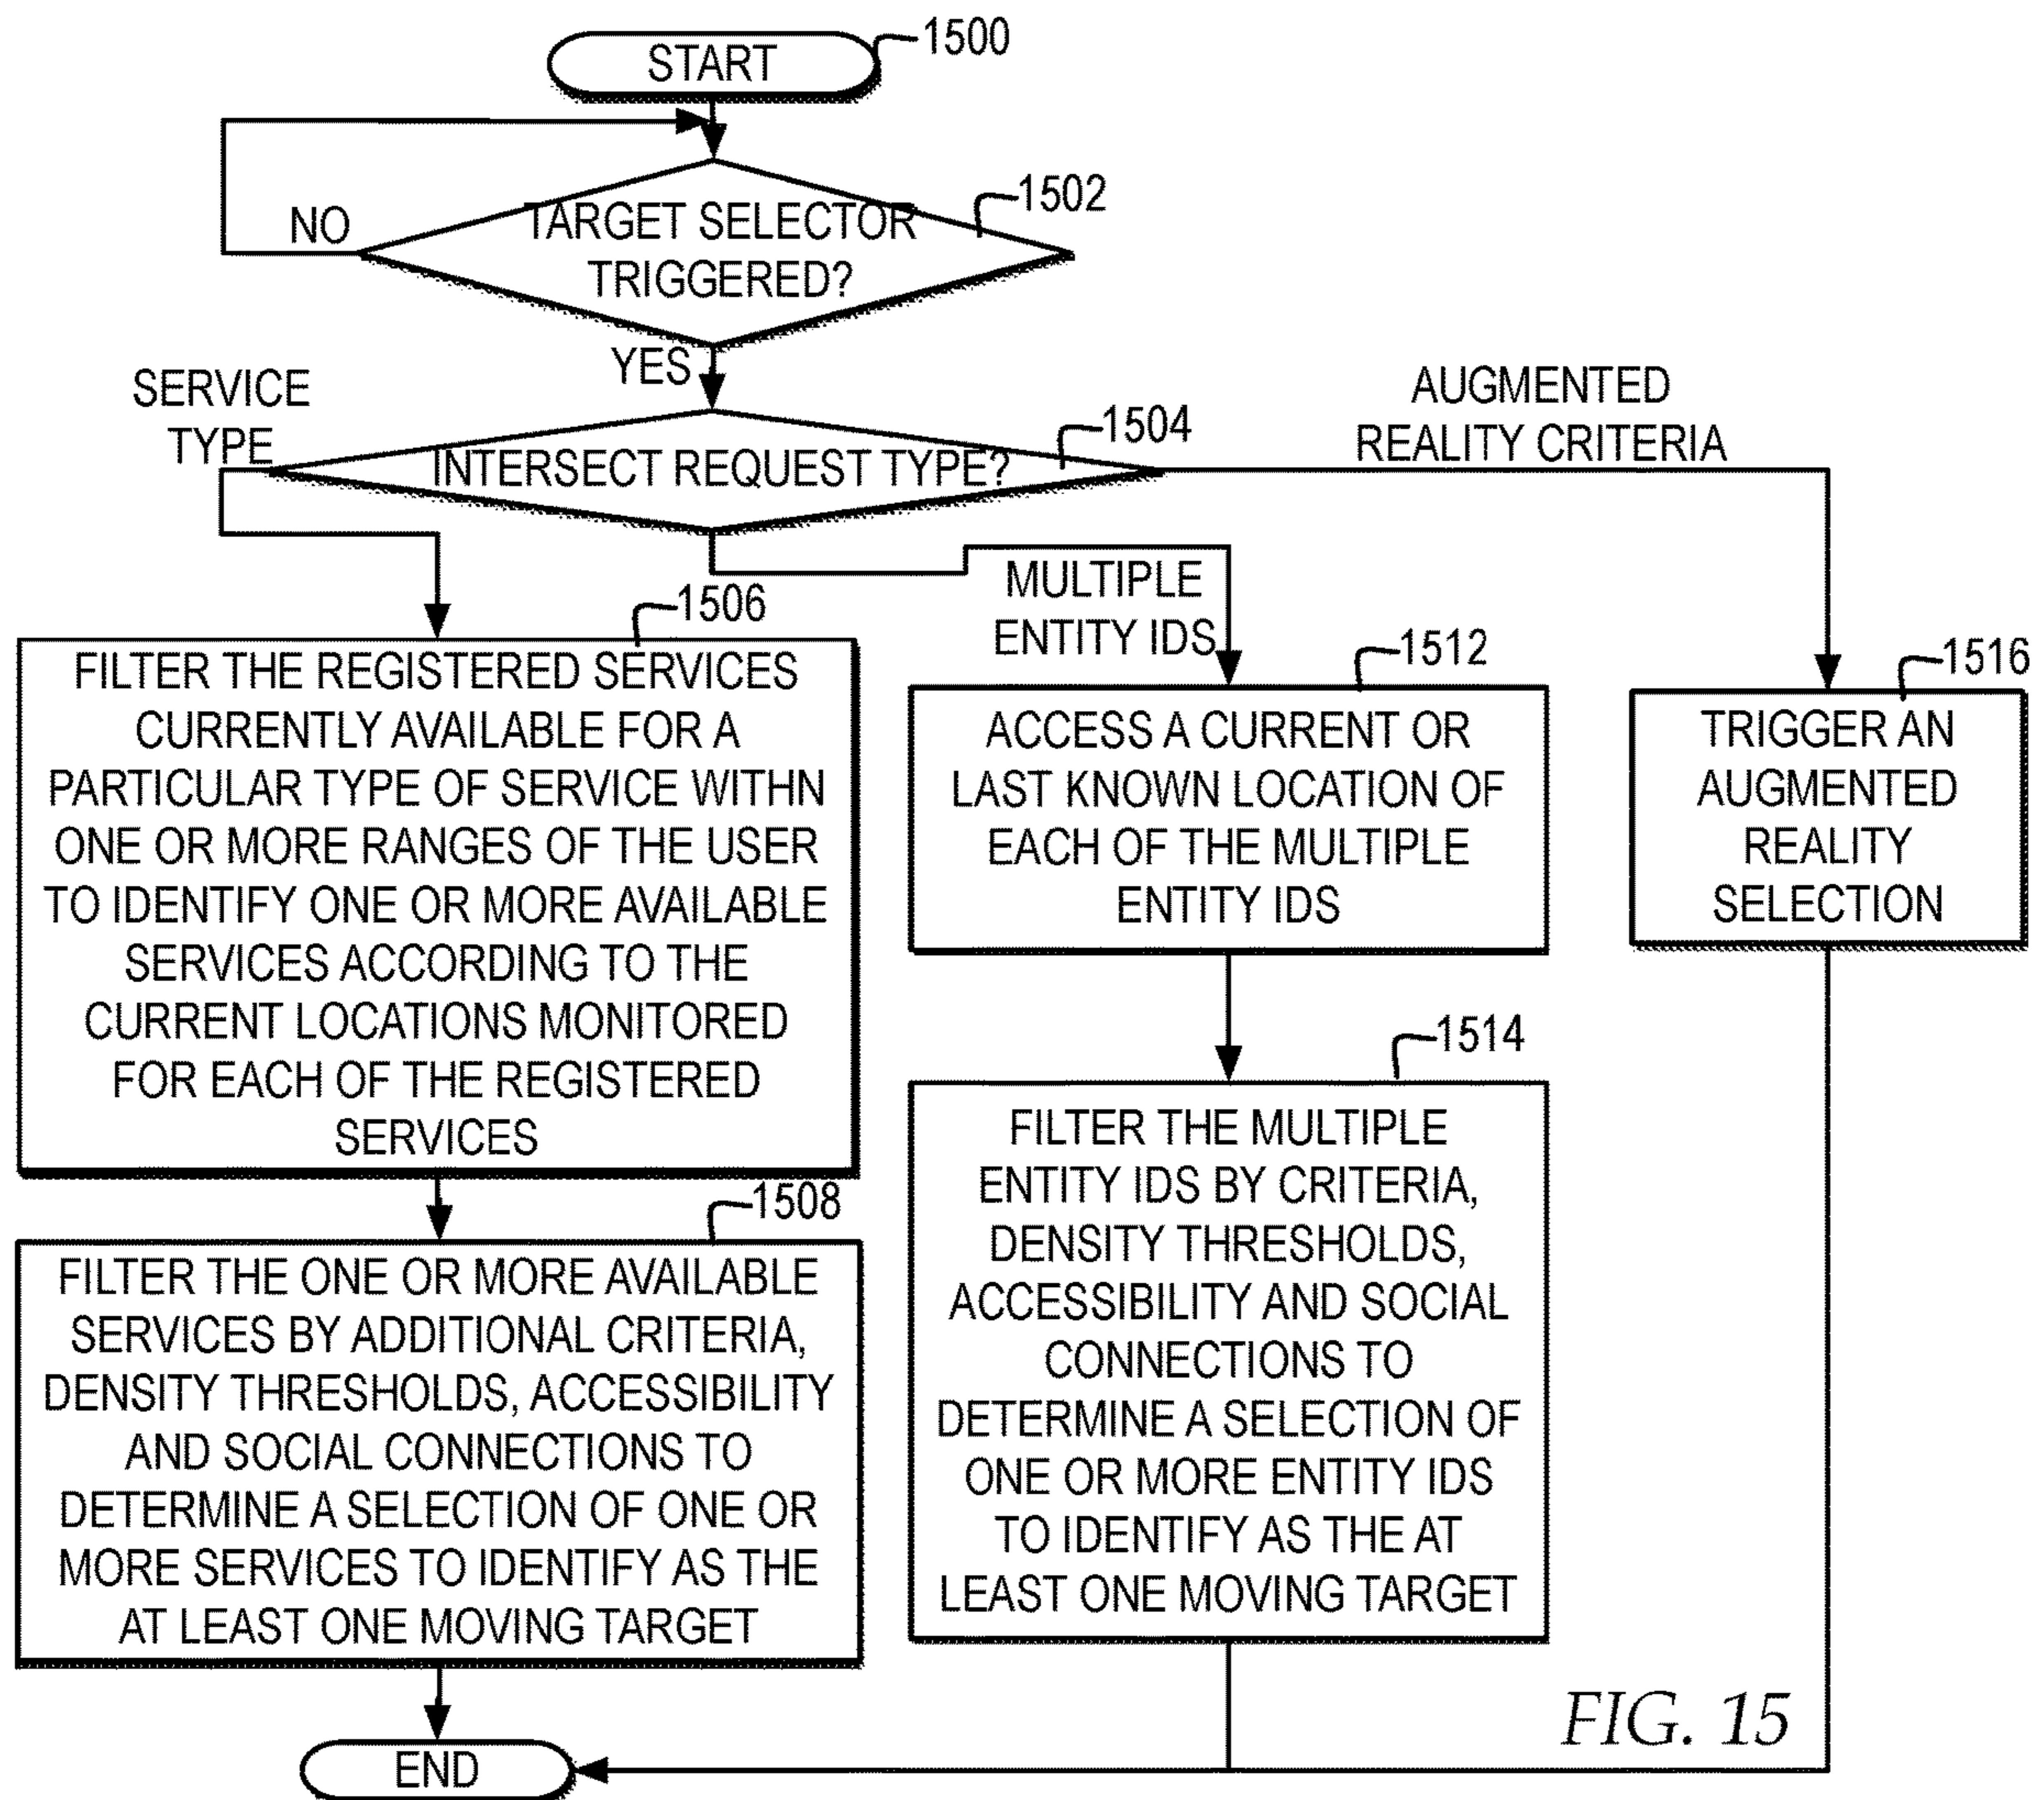 START
1500
1502
NO
TARGET SELECTOR
TRIGGERED?
YES
SERVICE
TYPE
1504
INTERSECT REQUEST TYPE?
AUGMENTED
REALITY CRITERIA
MULTIPLE
ENTITY IDS
1506
FILTER THE REGISTERED SERVICES
CURRENTLY AVAILABLE FOR A
PARTICULAR TYPE OF SERVICE WITHN
ONE OR MORE RANGES OF THE USER
TO IDENTIFY ONE OR MORE AVAILABLE
SERVICES ACCORDING TO THE
CURRENT LOCATIONS MONITORED
FOR EACH OF THE REGISTERED
SERVICES
1508
FILTER THE ONE OR MORE AVAILABLE
SERVICES BY ADDITIONAL CRITERIA,
DENSITY THRESHOLDS, ACCESSIBILITY
AND SOCIAL CONNECTIONS TO
DETERMINE A SELECTION OF ONE OR
MORE SERVICES TO IDENTIFY AS THE
AT LEAST ONE MOVING TARGET
1512
ACCESS A CURRENT OR
LAST KNOWN LOCATION OF
EACH OF THE MULTIPLE
ENTITY IDS
1514
FILTER THE MULTIPLE
ENTITY IDS BY CRITERIA,
DENSITY THRESHOLDS,
ACCESSIBILITY AND SOCIAL
CONNECTIONS TO
DETERMINE A SELECTION OF
ONE OR MORE ENTITY IDS
TO IDENTIFY AS THE AT
LEAST ONE MOVING TARGET
1516
TRIGGER AN
AUGMENTED
REALITY
SELECTION
END
FIG. 15